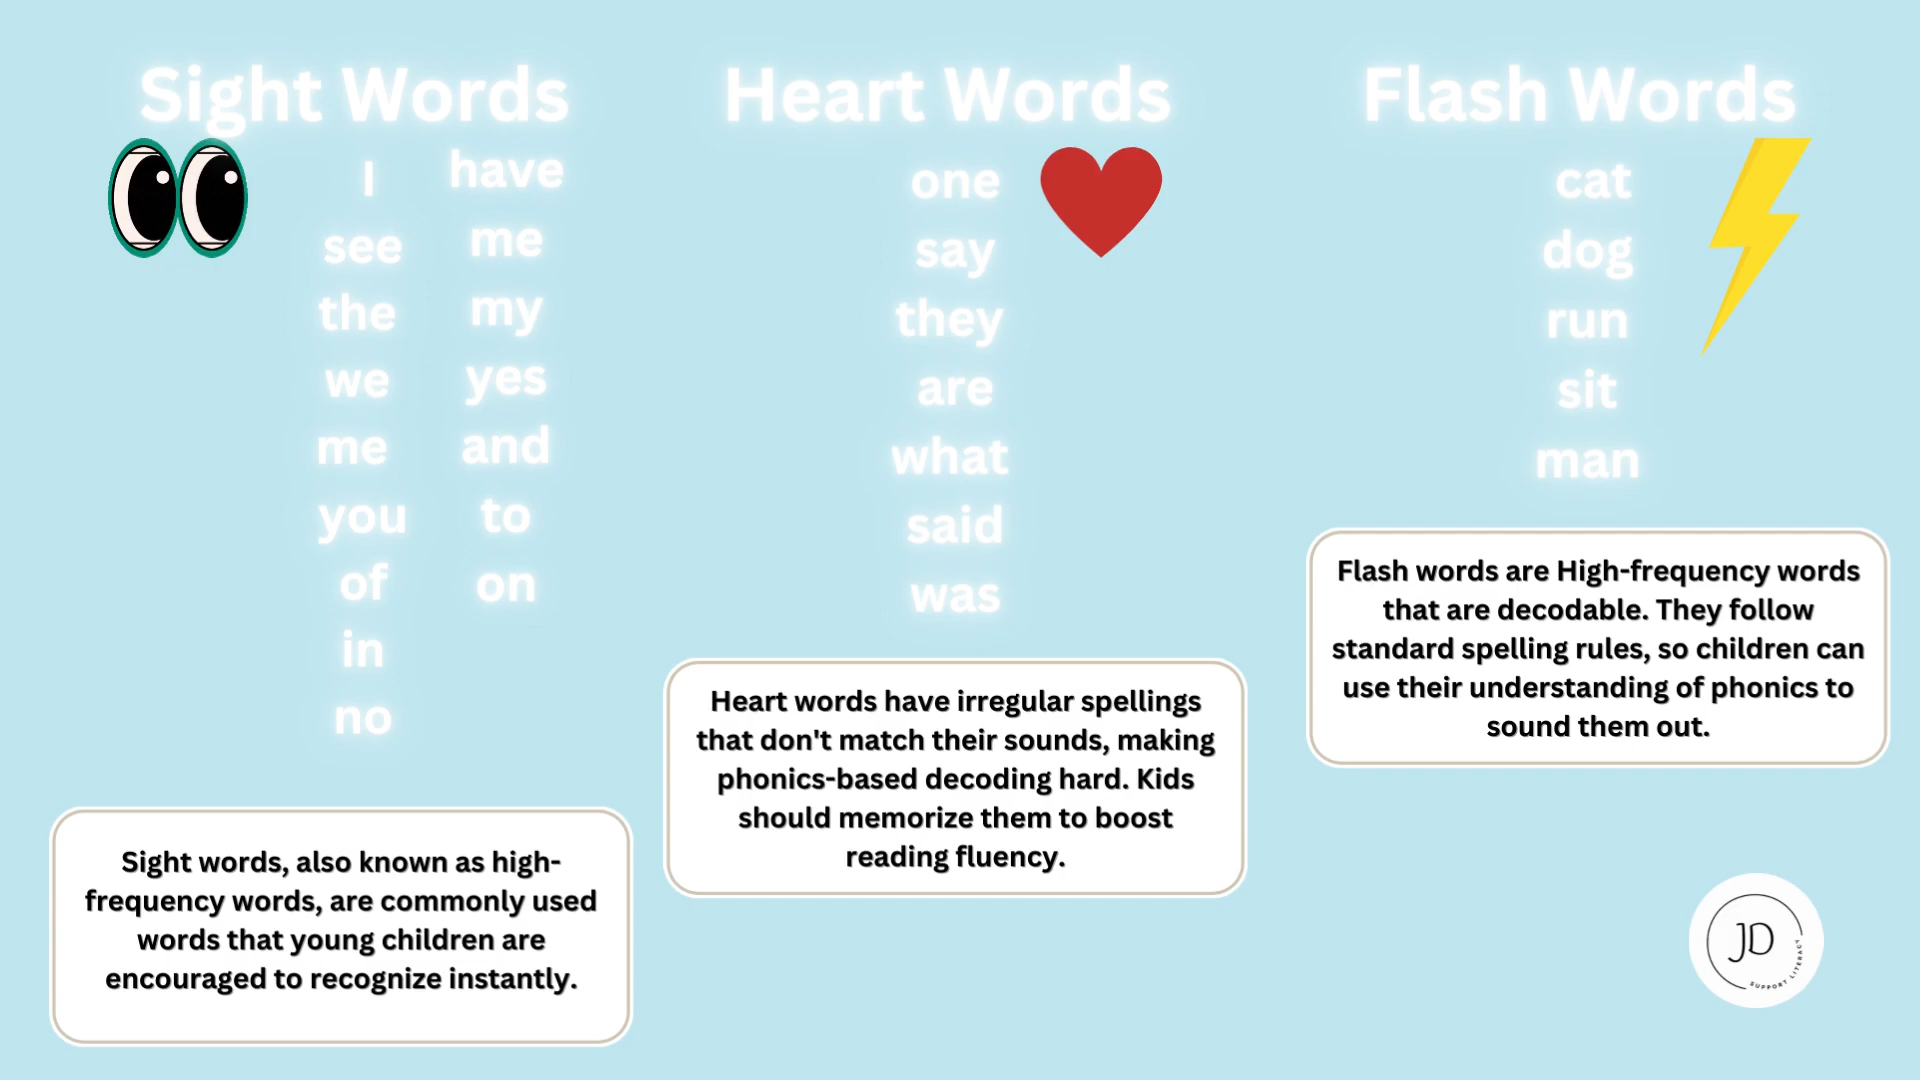 Sight Words
I
see
the
we
me
you
of
in
no
have
me
my
yes
and
to
on
Sight words, also known as high-
frequency words, are commonly used
words that young children are
encouraged to recognize instantly.
Heart Words
one
say
they
are
what
said
was
Heart words have irregular spellings
that don't match their sounds, making
phonics-based decoding hard. Kids
should memorize them to boost
reading fluency.
Flash Words
cat
dog
run
sit
man
Flash words are High-frequency words
that are decodable. They follow
standard spelling rules, so children can
use their understanding of phonics to
sound them out.
JD
SUPPORT LITERACY